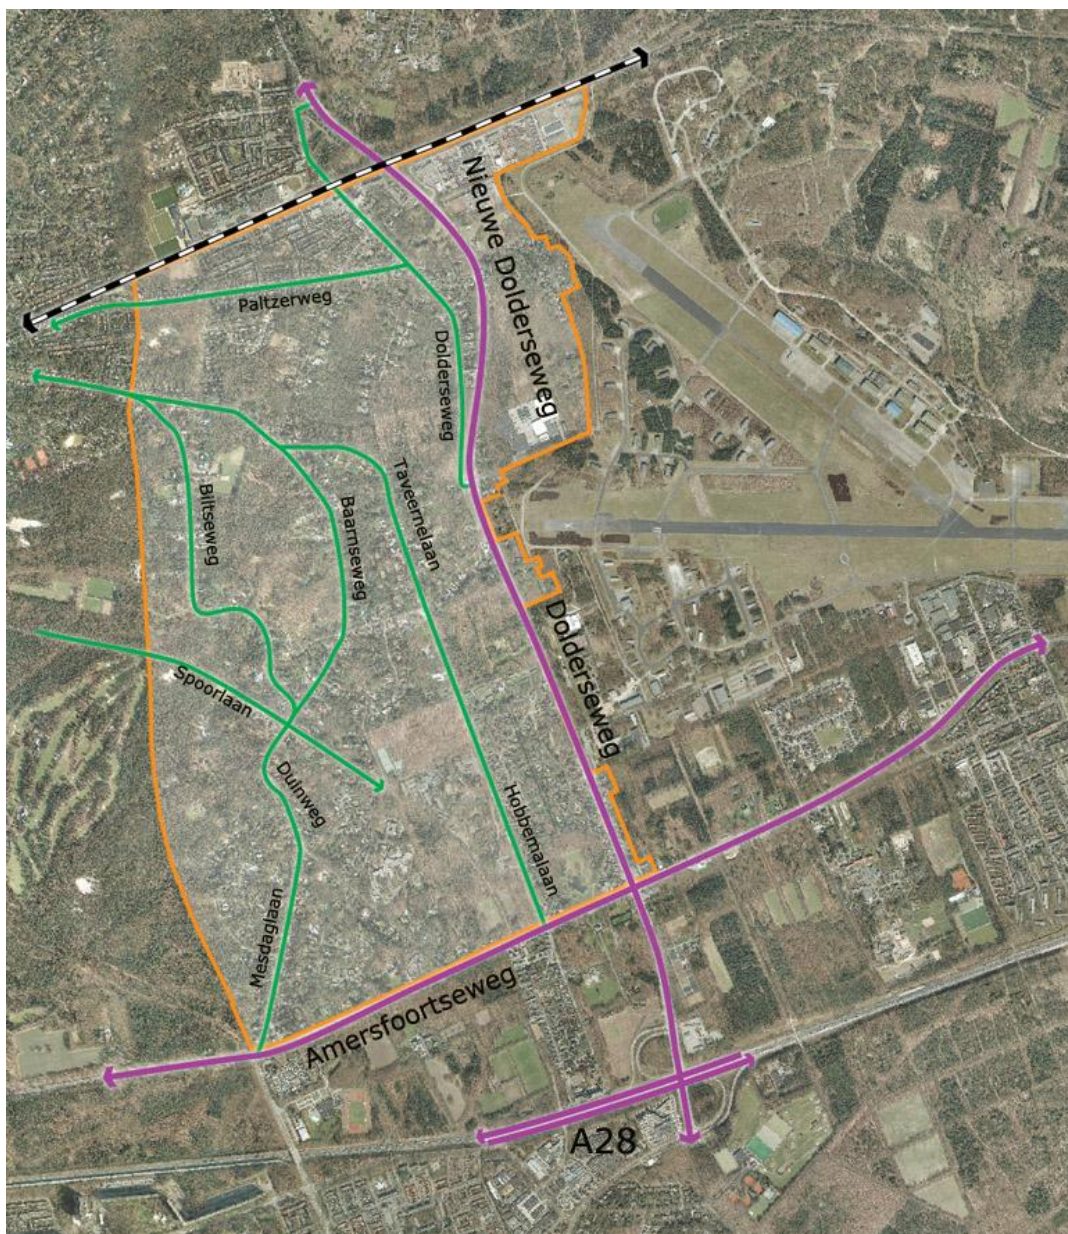 Nieuwe Dolderseweg
Paltzerweg
Dolderseweg
Taveernelaan
Biltseweg
Baarnseweg
Dolderseweg
Spoorlaan
Duinweg
Hobbemalaan
Mesdaglaan
Amersfoortseweg
A28